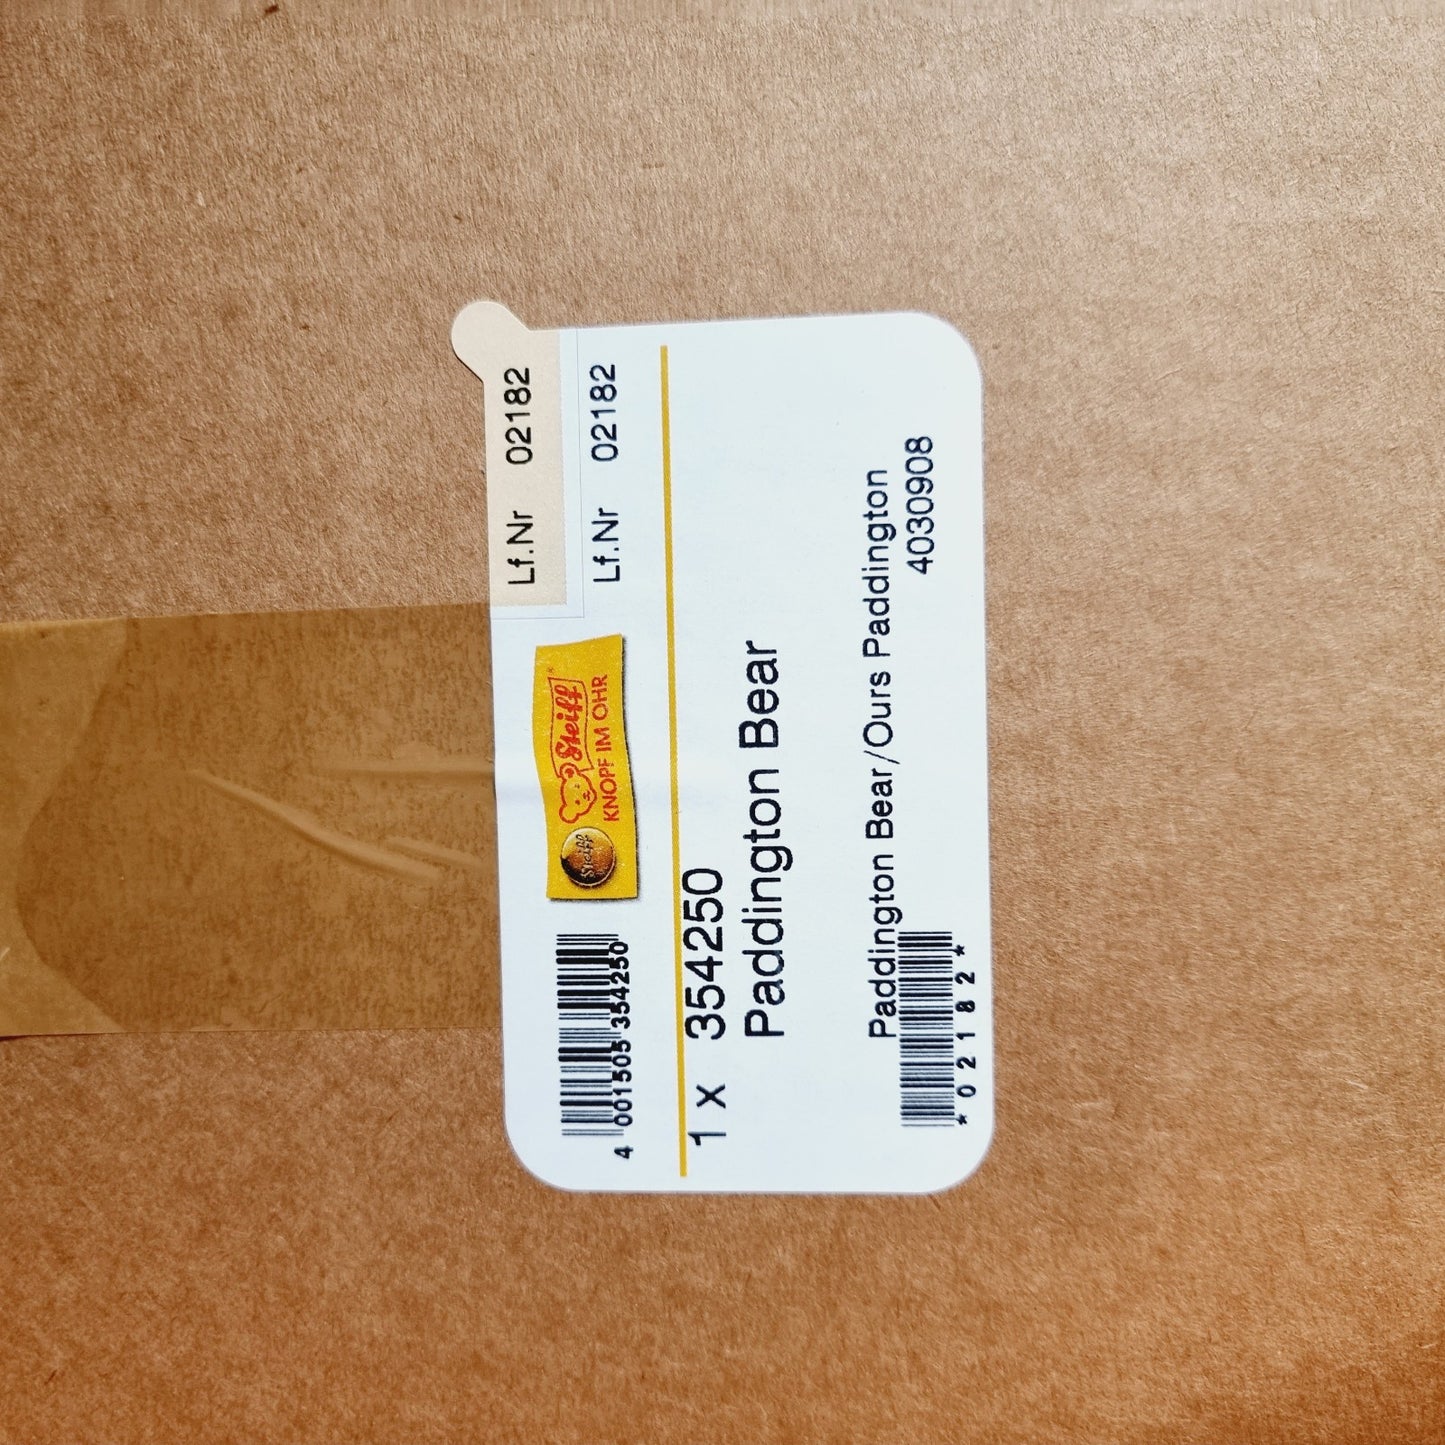 Lf.Nr 02182
4 001505 354250
Steiff
Steiff
KNOPF IM OHR
Lf.Nr 02182
1 x 354250
Paddington Bear
Paddington Bear/Ours Paddington
4030908
*02182*